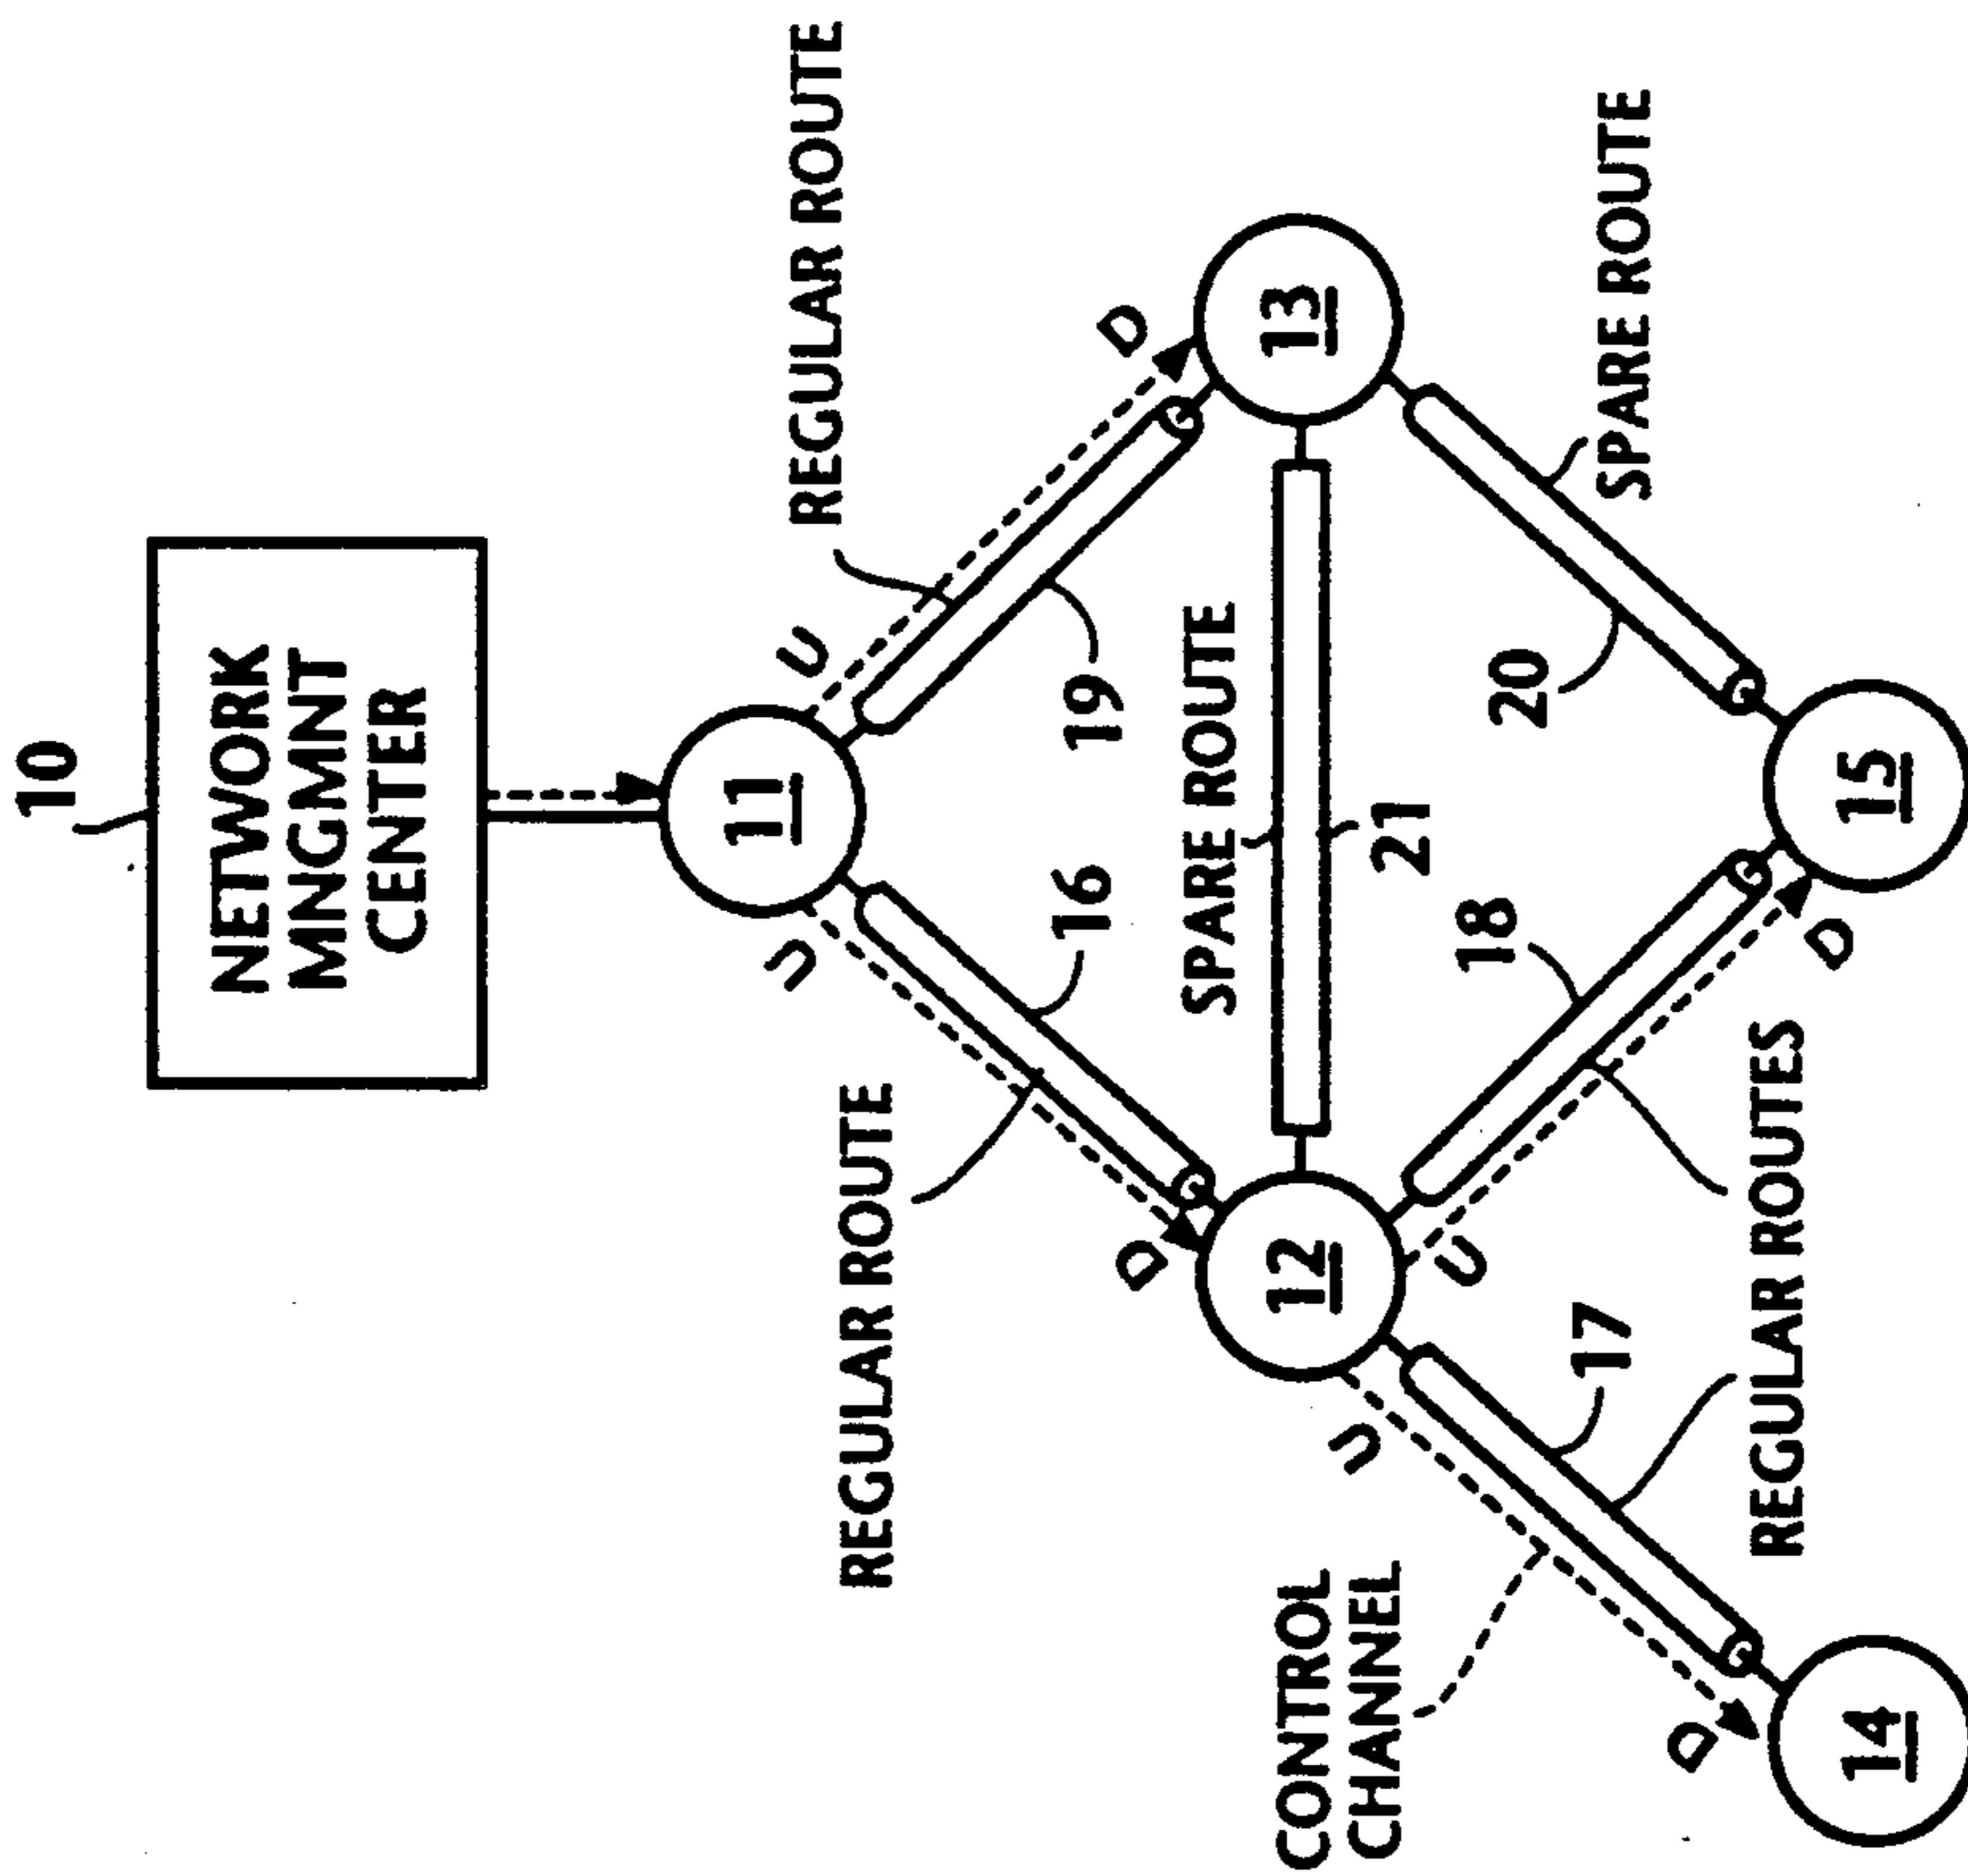 10
NETWORK
MNGMNT
CENTER
11
U
U
REGULAR ROUTE
REGULAR ROUTE
16
19
D
D
G
G
SPARE ROUTE
12
13
CONTROL
CHANNEL
21
U
U
18
20
17
SPARE ROUTE
D
G
G
G
REGULAR ROUTES
D
14
15